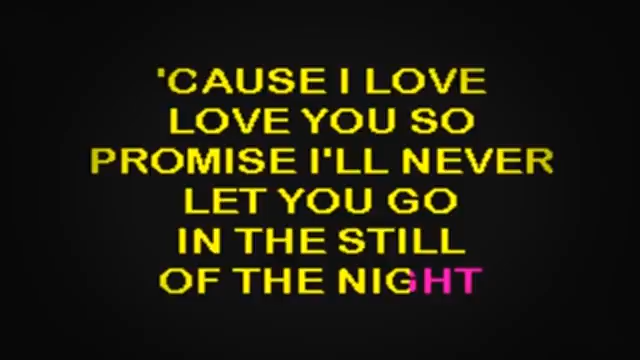 'CAUSE I LOVE
LOVE YOU SO
PROMISE I'LL NEVER
LET YOU GO
IN THE STILL
OF THE NIGHT